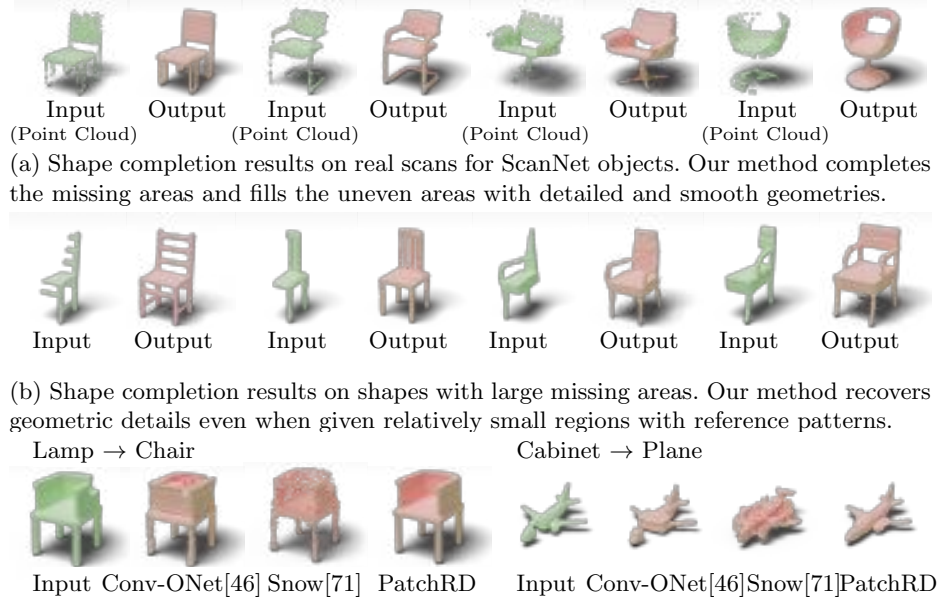 Input Output Input Output Input Output Input Output
(Point Cloud) (Point Cloud) (Point Cloud) (Point Cloud)
(a) Shape completion results on real scans for ScanNet objects. Our method completes
the missing areas and fills the uneven areas with detailed and smooth geometries.
Input Output Input Output Input Output Input Output
(b) Shape completion results on shapes with large missing areas. Our method recovers
geometric details even when given relatively small regions with reference patterns.
Lamp → Chair Cabinet → Plane
Input Conv-ONet[46] Snow[71] PatchRD Input Conv-ONet[46] Snow[71] PatchRD